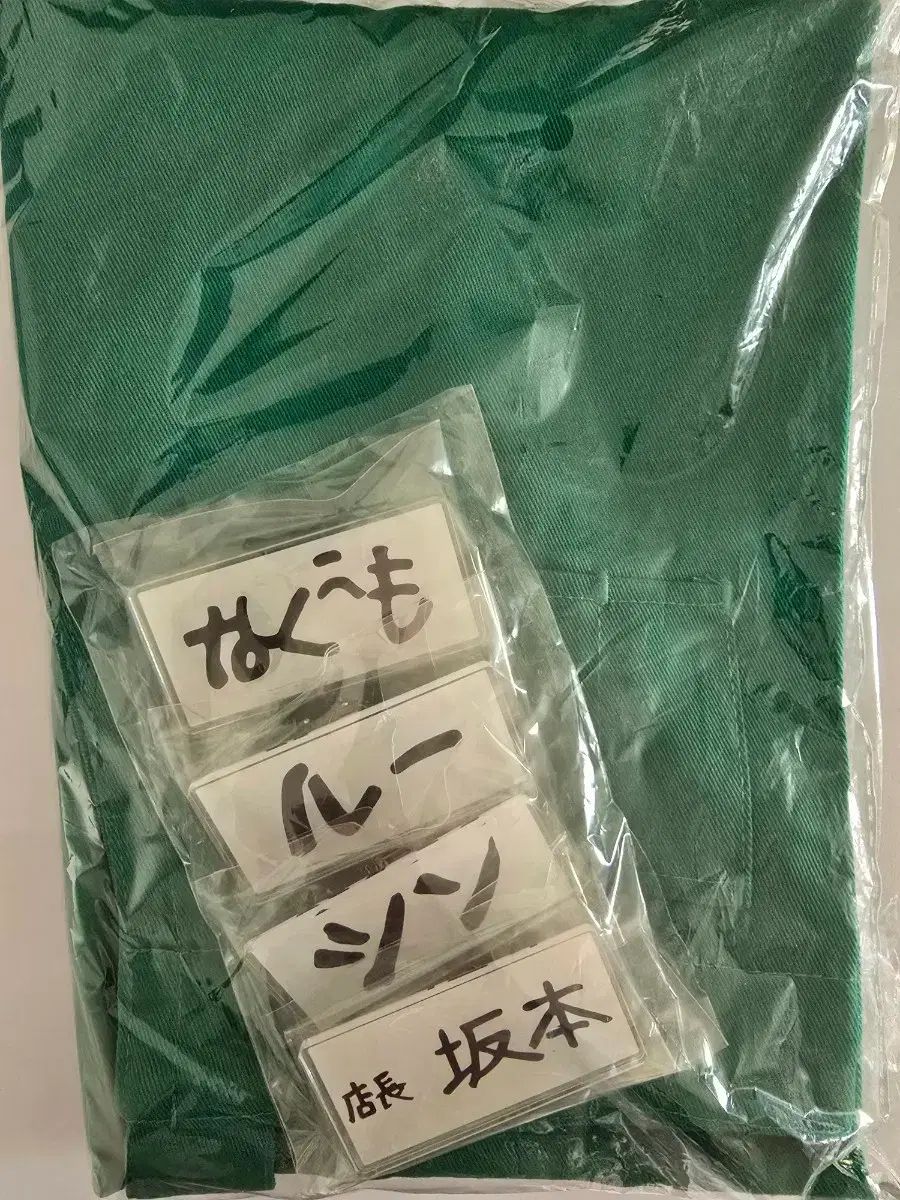 なぐも
ルー
シン
店長 坂本